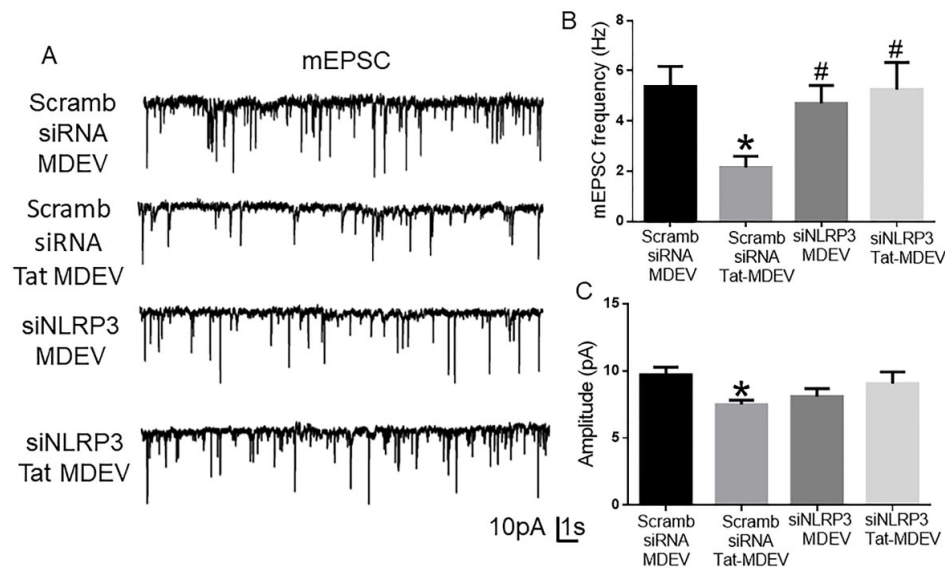 A
mEPSC
Scramb
siRNA
MDEV
Scramb
siRNA
Tat MDEV
siNLRP3
MDEV
siNLRP3
Tat MDEV
10pA 1s
B
mEPSC frequency (Hz)
8
6
4
2
0
*
#
#
Scramb
siRNA
MDEV
Scramb
siRNA
Tat-MDEV
siNLRP3
MDEV
siNLRP3
Tat-MDEV
C
Amplitude (pA)
15
10
5
0
*
Scramb
siRNA
MDEV
Scramb
siRNA
Tat-MDEV
siNLRP3
MDEV
siNLRP3
Tat-MDEV